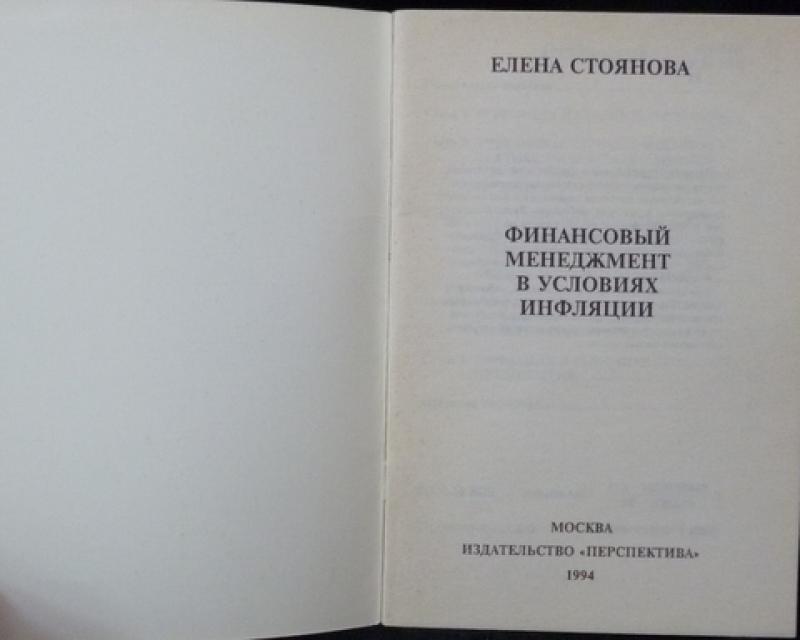 ЕЛЕНА СТОЯНОВА
ФИНАНСОВЫЙ
МЕНЕДЖМЕНТ
В УСЛОВИЯХ
ИНФЛЯЦИИ
МОСКВА
ИЗДАТЕЛЬСТВО «ПЕРСПЕКТИВА»
1994